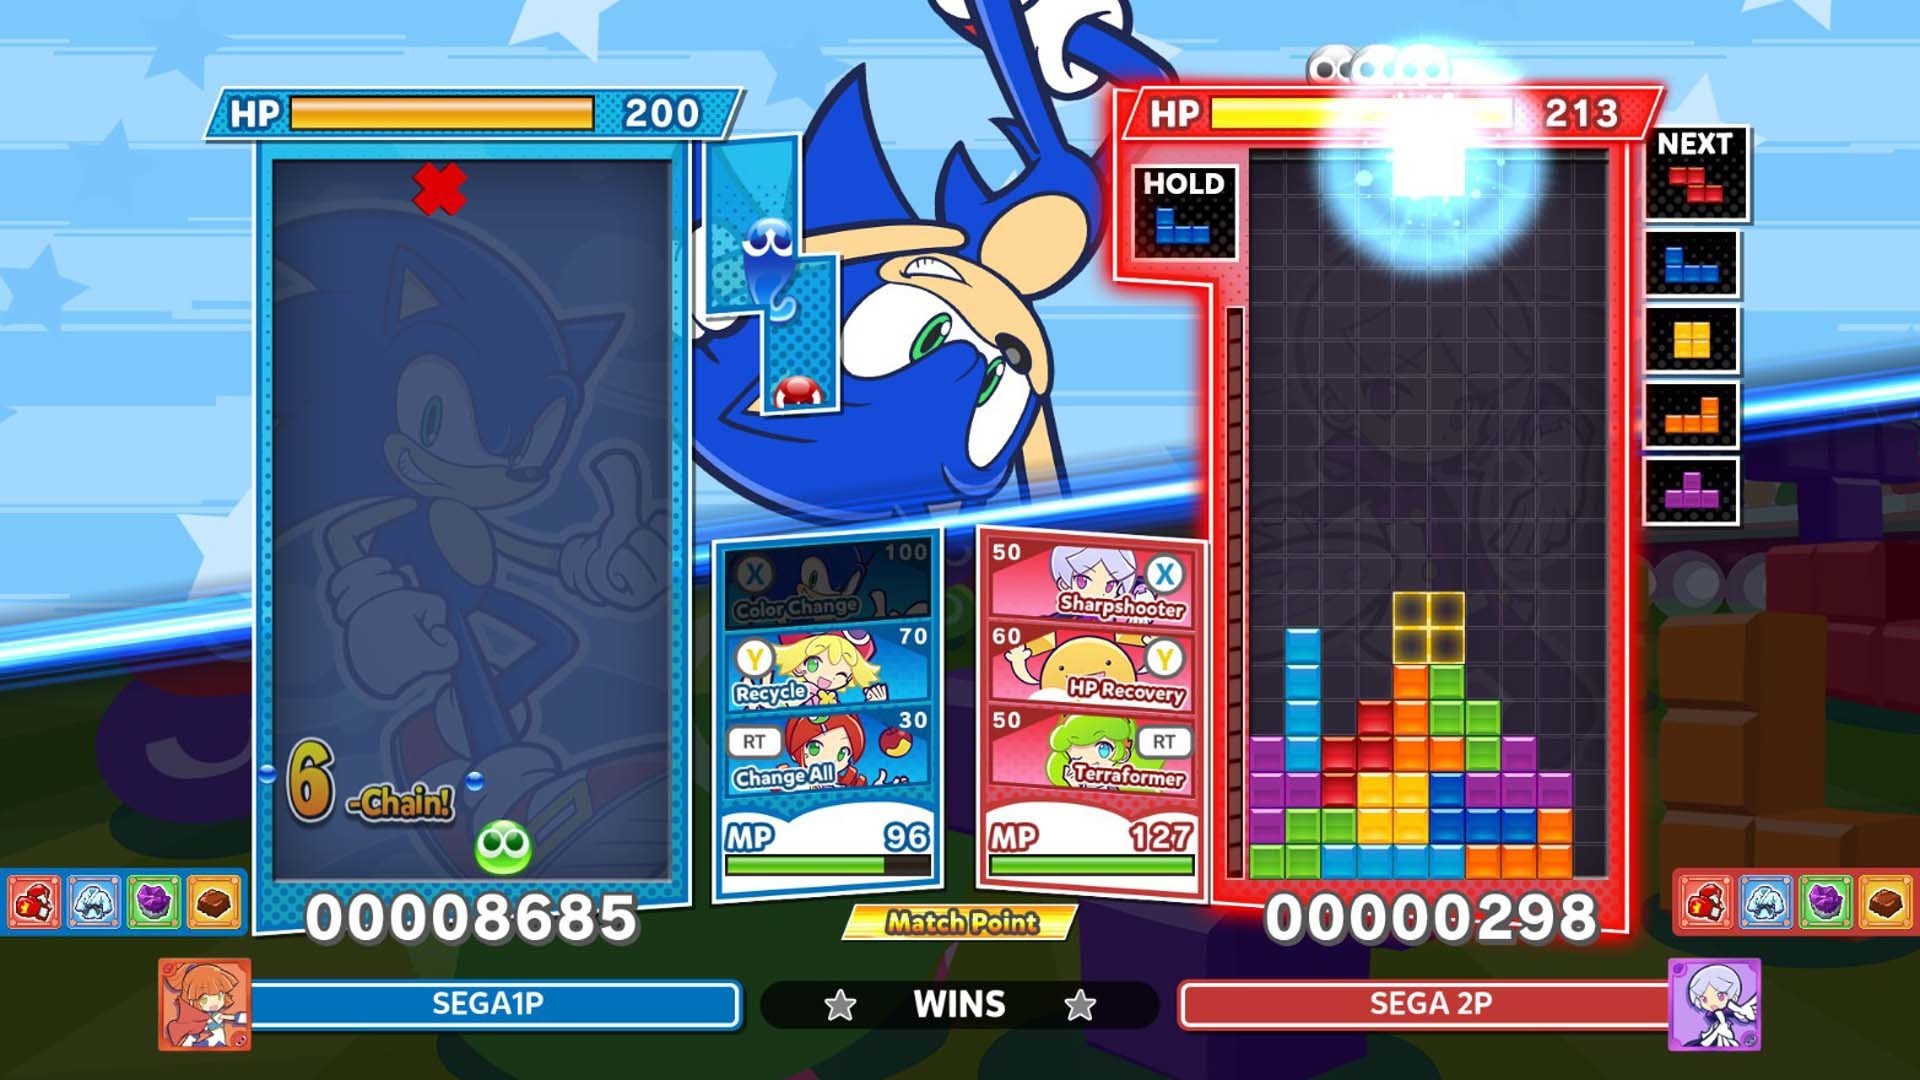 HP 200
HP 213
NEXT
HOLD
X 100
Color Change
Y 70
Recycle
RT 30
Change All
MP 96
50 X
Sharpshooter
60 Y
HP Recovery
50 RT
Terraformer
MP 127
6-Chain!
00008685
Match Point
00000298
SEGA1P
WINS
SEGA 2P